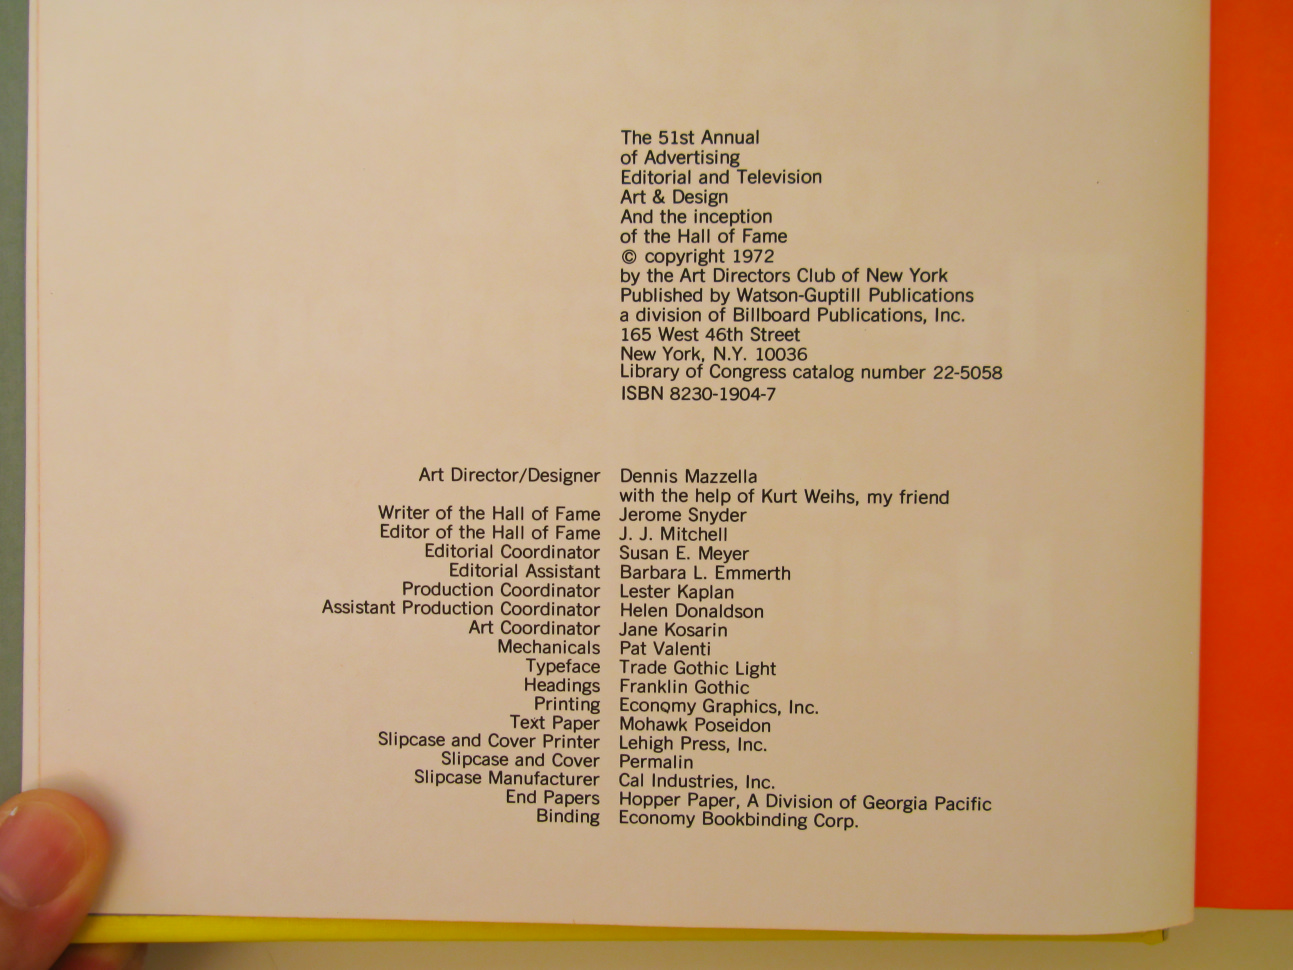 The 51st Annual
of Advertising
Editorial and Television
Art & Design
And the inception
of the Hall of Fame
© copyright 1972
by the Art Directors Club of New York
Published by Watson-Guptill Publications
a division of Billboard Publications, Inc.
165 West 46th Street
New York, N.Y. 10036
Library of Congress catalog number 22-5058
ISBN 8230-1904-7
Art Director/Designer Dennis Mazzella
with the help of Kurt Weihs, my friend
Writer of the Hall of Fame Jerome Snyder
Editor of the Hall of Fame J. J. Mitchell
Editorial Coordinator Susan E. Meyer
Editorial Assistant Barbara L. Emmerth
Production Coordinator Lester Kaplan
Assistant Production Coordinator Helen Donaldson
Art Coordinator Jane Kosarin
Mechanicals Pat Valenti
Typeface Trade Gothic Light
Headings Franklin Gothic
Printing Economy Graphics, Inc.
Text Paper Mohawk Poseidon
Slipcase and Cover Printer Lehigh Press, Inc.
Slipcase and Cover Permalin
Slipcase Manufacturer Cal Industries, Inc.
End Papers Hopper Paper, A Division of Georgia Pacific
Binding Economy Bookbinding Corp.